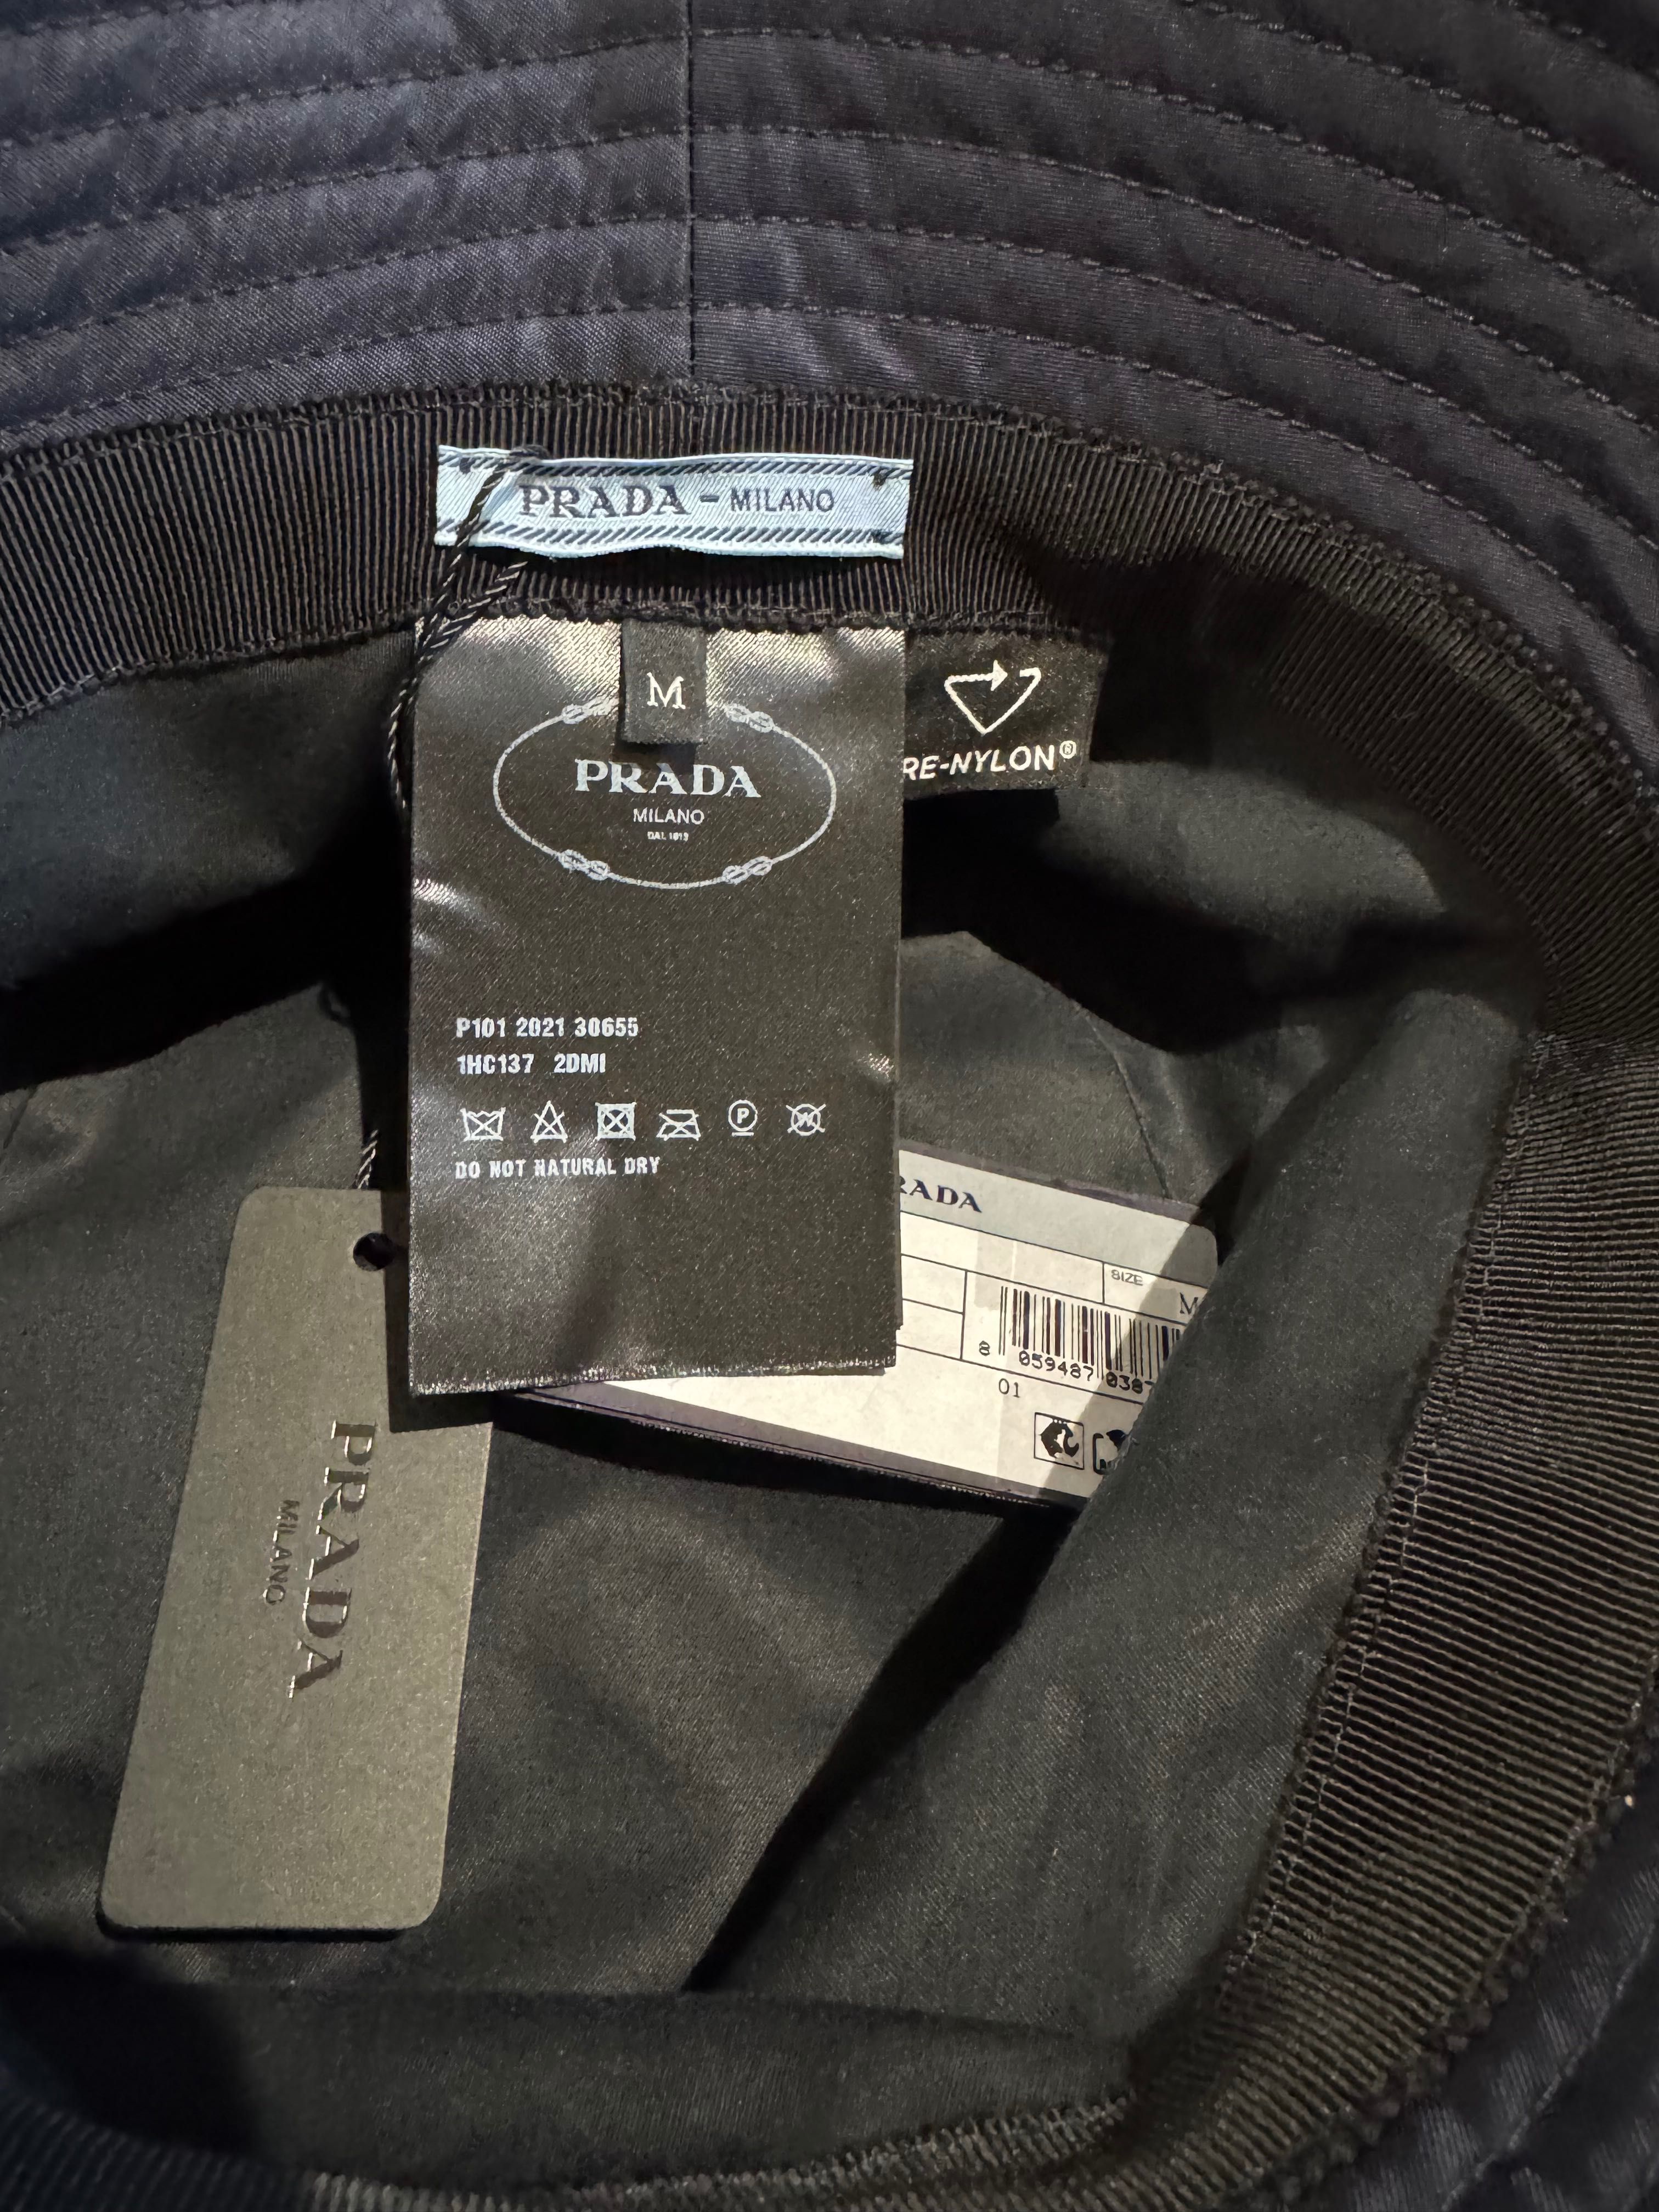 PRADA - MILANO
M
PRADA
MILANO
DAL 1913
RE-NYLON®
P101 2021 30655
1HC137 2DMI
P
W
DO NOT NATURAL DRY
RADA
SIZE
M
8 059487 038
01
PRADA
MILANO